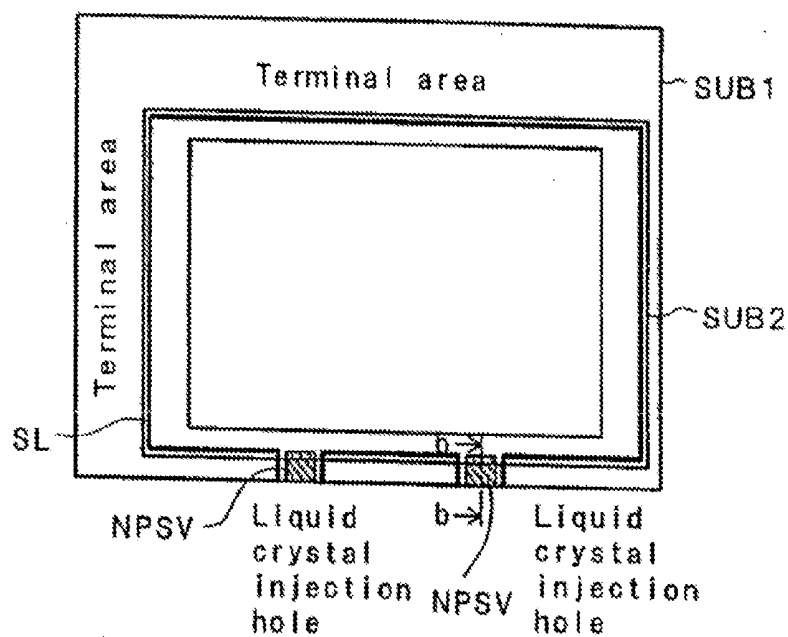 Terminal area
SUB1
Terminal area
SUB2
SL
b
b
NPSV
Liquid
crystal
injection
hole
NPSV
Liquid
crystal
injection
hole